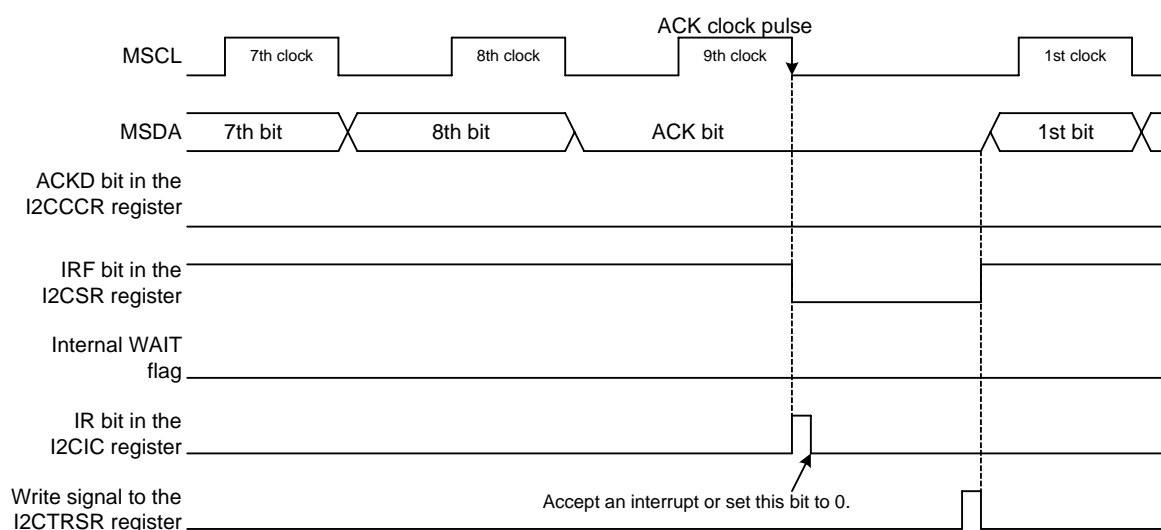 ACK clock pulse
MSCL
7th clock
8th clock
9th clock
1st clock
MSDA
7th bit
8th bit
ACK bit
1st bit
ACKD bit in the
I2CCCR register
IRF bit in the
I2CSR register
Internal WAIT
flag
IR bit in the
I2CIC register
Accept an interrupt or set this bit to 0.
Write signal to the
I2CTRSR register